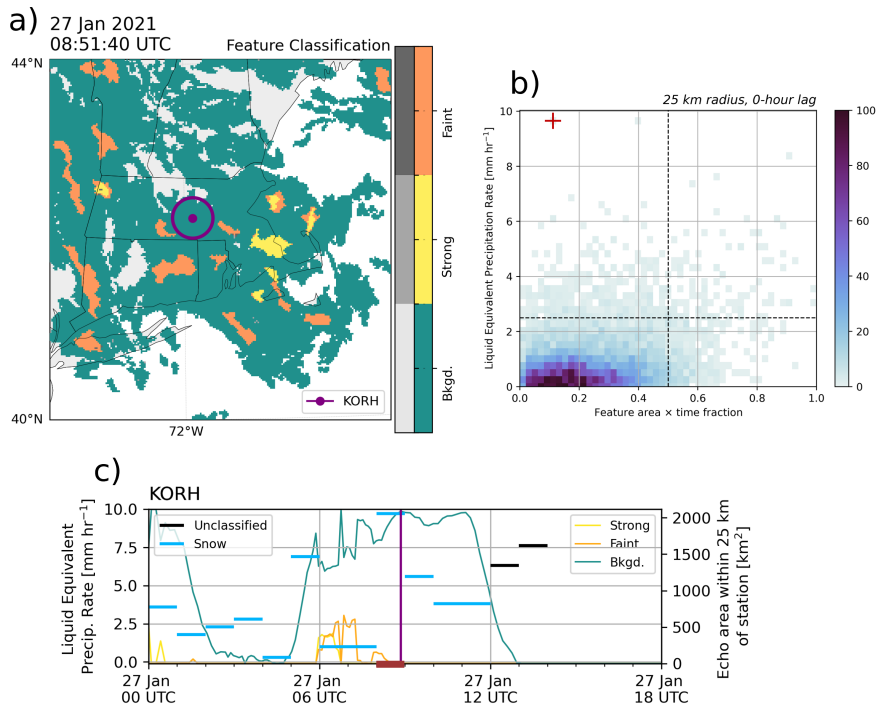 a)
27 Jan 2021
08:51:40 UTC
Feature Classification
44°N
40°N
72°W
KORH
Faint
Strong
Bkgd.
b)
25 km radius, 0-hour lag
Liquid Equivalent Precipitation Rate [mm hr⁻¹]
10
8
6
4
2
0
0.0 0.2 0.4 0.6 0.8 1.0
Feature area × time fraction
100
80
60
40
20
0
c)
KORH
Liquid Equivalent
Precip. Rate [mm hr⁻¹]
10.0
7.5
5.0
2.5
0.0
Unclassified
Snow
Strong
Faint
Bkgd.
2000
1500
1000
500
0
Echo area within 25 km
of station [km²]
27 Jan 27 Jan 27 Jan 27 Jan
00 UTC 06 UTC 12 UTC 18 UTC